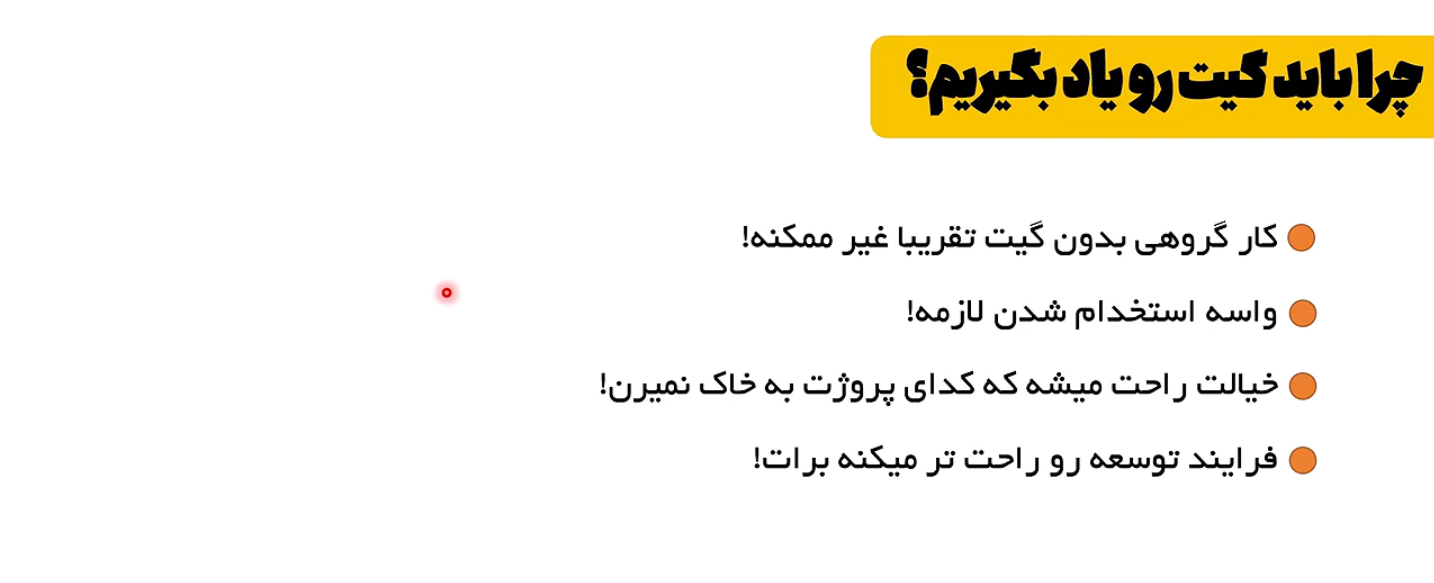 چرا باید گیت رو یاد بگیریم؟
کار گروهی بدون گیت تقریبا غیر ممکنه!
واسه استخدام شدن لازمه!
خیالت راحت میشه که کدای پروژت به خاک نمیرن!
فرایند توسعه رو راحت تر میکنه برات!